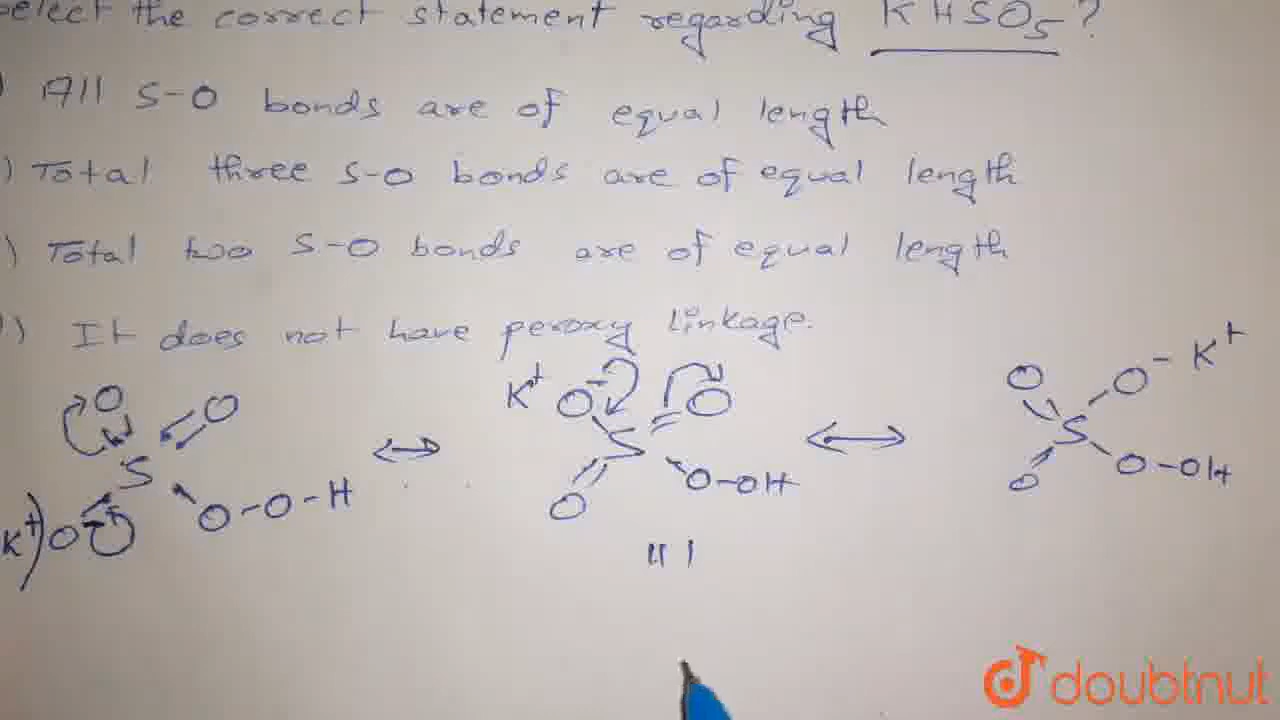 select the correct statement regarding KHSO5?
) All S-O bonds are of equal length
) Total three S-O bonds are of equal length
) Total two S-O bonds are of equal length
) It does not have peroxy linkage.
O O S K+ O- O-O-H
K+ O- O S O O-OH
O O- K+ S O O-OH
doubtnut